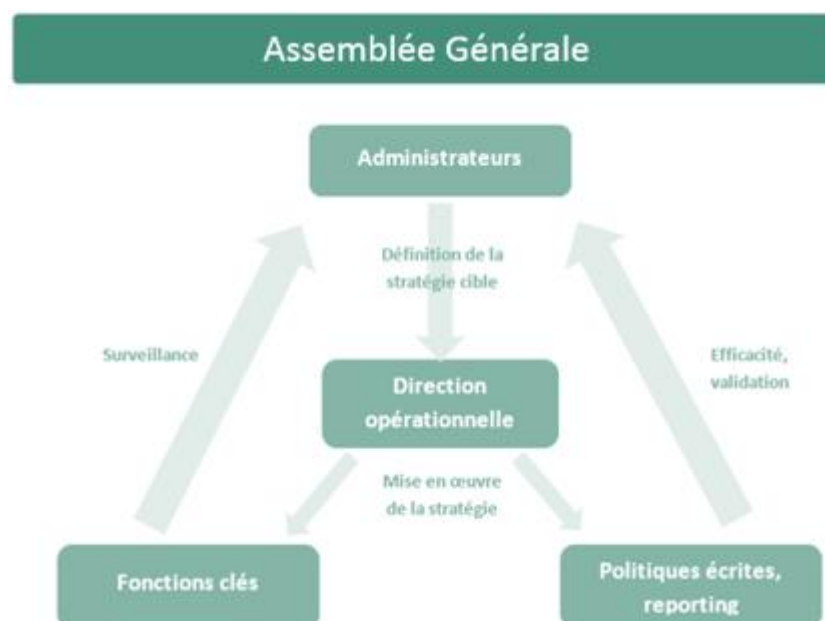 Assemblée Générale
Administrateurs
Définition de la
stratégie cible
Surveillance
Efficacité,
validation
Direction
opérationnelle
Mise en œuvre
de la stratégie
Fonctions clés
Politiques écrites,
reporting